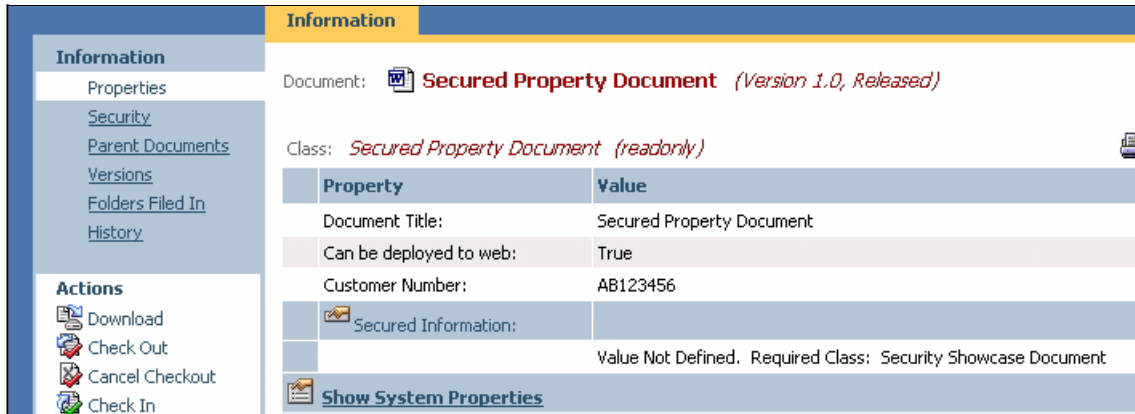 Information
Information
Properties
Security
Parent Documents
Versions
Folders Filed In
History
Actions
Download
Check Out
Cancel Checkout
Check In
Document: Secured Property Document (Version 1.0, Released)
Class: Secured Property Document (readonly)
Property Value
Document Title: Secured Property Document
Can be deployed to web: True
Customer Number: AB123456
Secured Information:
Value Not Defined. Required Class: Security Showcase Document
Show System Properties